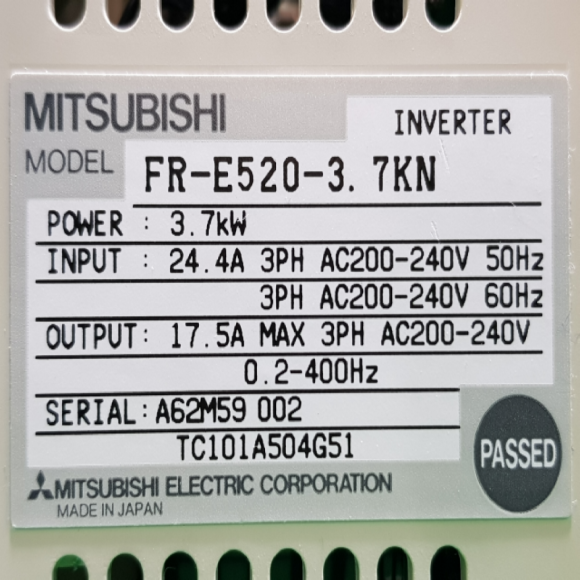 MITSUBISHI
INVERTER
MODEL FR-E520-3.7KN
POWER : 3.7kW
INPUT : 24.4A 3PH AC200-240V 50Hz
3PH AC200-240V 60Hz
OUTPUT: 17.5A MAX 3PH AC200-240V
0.2-400Hz
SERIAL: A62M59 002
TC101A504G51
PASSED
MITSUBISHI ELECTRIC CORPORATION
MADE IN JAPAN